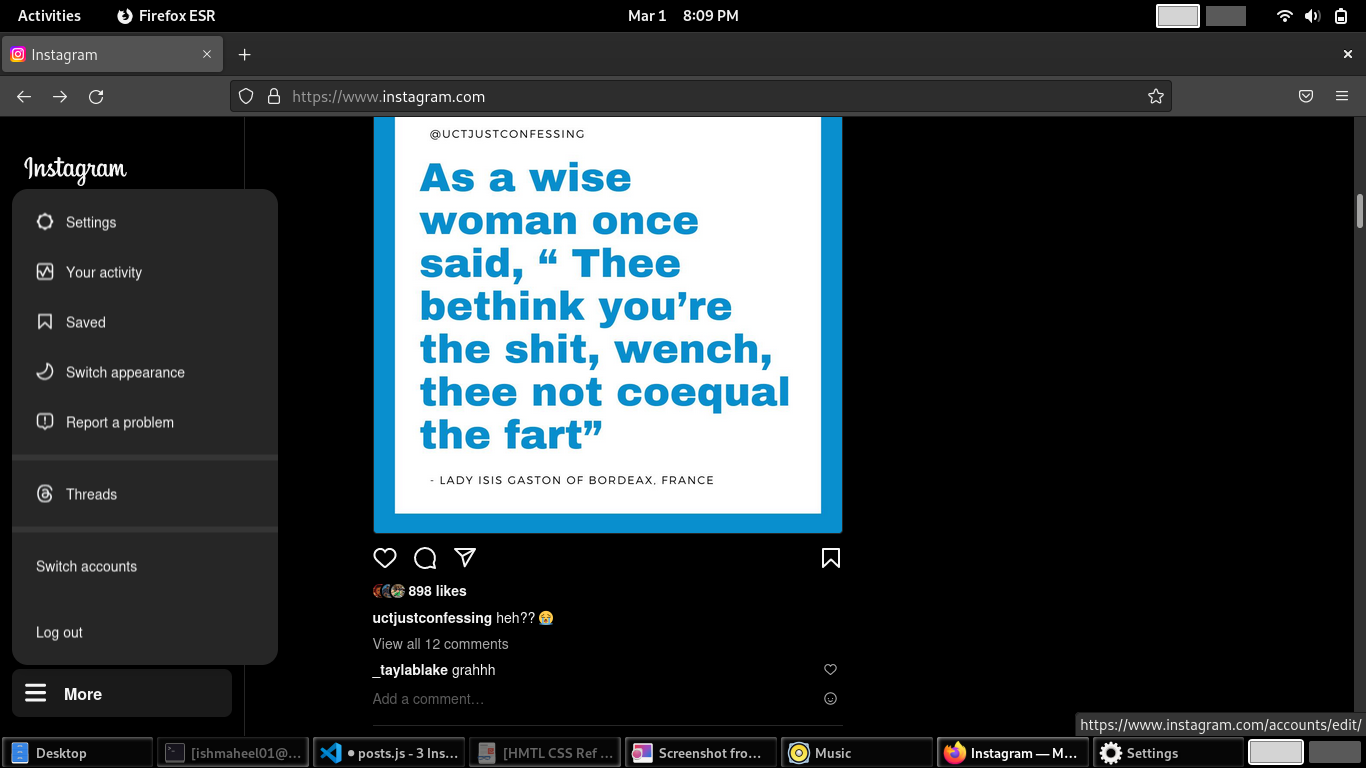 Activities
Firefox ESR
Mar 1 8:09 PM
Instagram
https://www.instagram.com
Instagram
Settings
Your activity
Saved
Switch appearance
Report a problem
Threads
Switch accounts
Log out
More
@UCTJUSTCONFESSING
As a wise
woman once
said, “ Thee
bethink you’re
the shit, wench,
thee not coequal
the fart”
- LADY ISIS GASTON OF BORDEAX, FRANCE
898 likes
uctjustconfessing heh?? 😭
View all 12 comments
_taylablake grahhh
Add a comment…
https://www.instagram.com/accounts/edit/
Desktop
[ishmaheel01@...
● posts.js - 3 Ins...
[HMTL CSS Ref ...
Screenshot fro...
Music
Instagram — M...
Settings